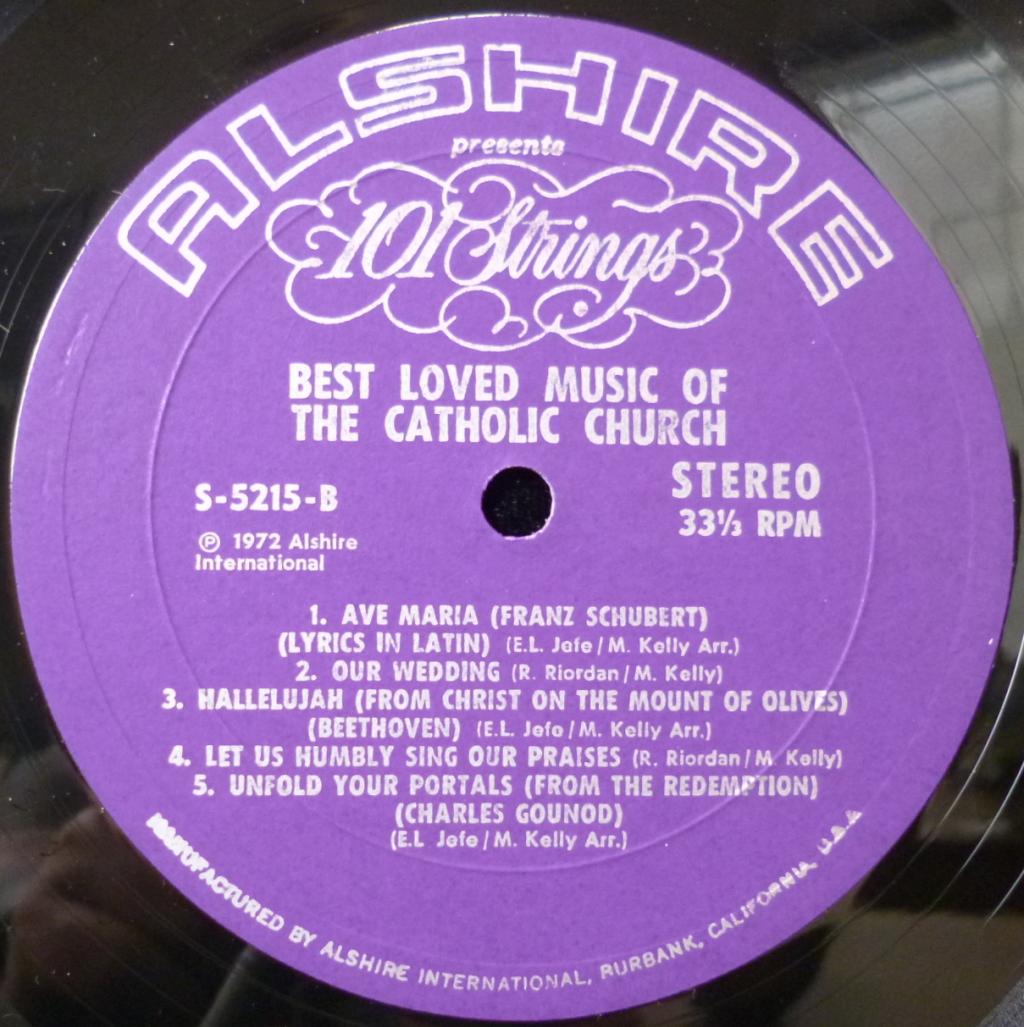 ALSHIRE
presents
101 Strings
BEST LOVED MUSIC OF
THE CATHOLIC CHURCH
STEREO
S-5215-B
33⅓ RPM
℗ 1972 Alshire
International
1. AVE MARIA (FRANZ SCHUBERT)
(LYRICS IN LATIN) (E.L. Jefe/M. Kelly Arr.)
2. OUR WEDDING (R. Riordan/M. Kelly)
3. HALLELUJAH (FROM CHRIST ON THE MOUNT OF OLIVES)
(BEETHOVEN) (E.L. Jefe/M. Kelly Arr.)
4. LET US HUMBLY SING OUR PRAISES (R. Riordan/M. Kelly)
5. UNFOLD YOUR PORTALS (FROM THE REDEMPTION)
(CHARLES GOUNOD)
(E.L Jefe/M. Kelly Arr.)
MANUFACTURED BY ALSHIRE INTERNATIONAL, BURBANK, CALIFORNIA, U.S.A